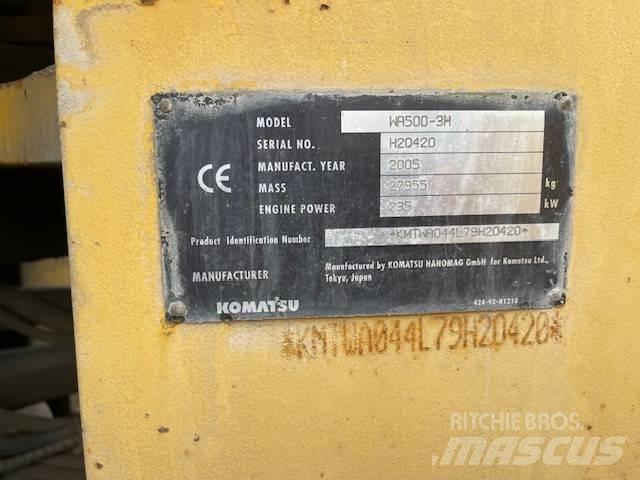 MODEL WA500-3H
SERIAL NO. H20420
MANUFACT. YEAR 2005
MASS 27955 kg
ENGINE POWER 235 kW
CE
Product Identification Number *KMTWA044L79H20420*
MANUFACTURER Manufactured by KOMATSU HANOMAG GmbH for Komatsu Ltd.,
Tokyo, Japan
KOMATSU 424-93-H1210
*KMTWA044L79H20420*
RITCHIE BROS.
MASCUS